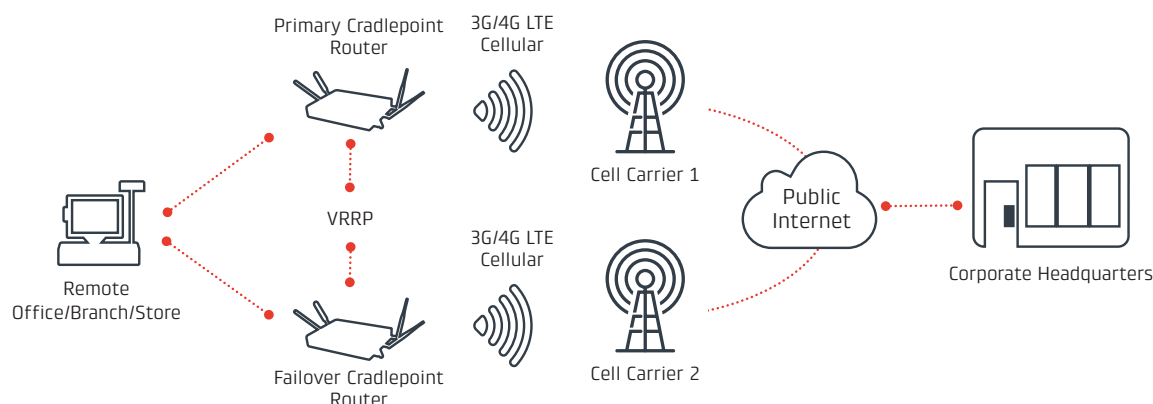 Primary Cradlepoint
Router
3G/4G LTE
Cellular
Cell Carrier 1
Public
Internet
VRRP
3G/4G LTE
Cellular
Corporate Headquarters
Remote
Office/Branch/Store
Cell Carrier 2
Failover Cradlepoint
Router